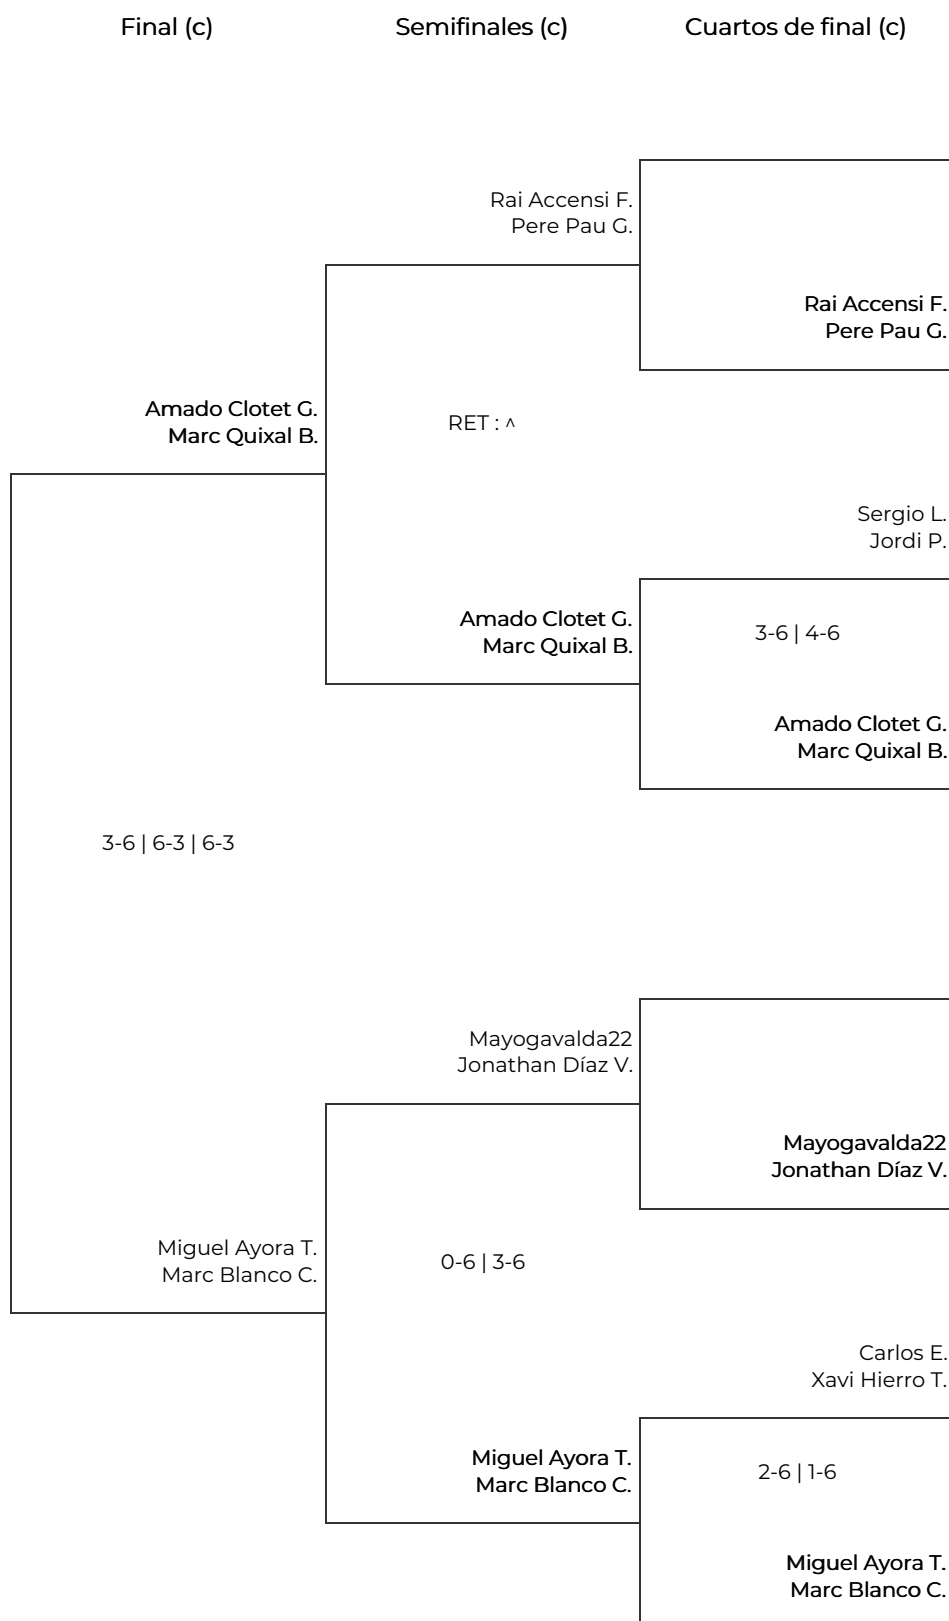 Final (c)
Semifinales (c)
Cuartos de final (c)
Rai Accensi F.
Pere Pau G.
Rai Accensi F.
Pere Pau G.
Amado Clotet G.
Marc Quixal B.
RET : ^
Sergio L.
Jordi P.
Amado Clotet G.
Marc Quixal B.
3-6 | 4-6
Amado Clotet G.
Marc Quixal B.
3-6 | 6-3 | 6-3
Mayogavalda22
Jonathan Díaz V.
Mayogavalda22
Jonathan Díaz V.
Miguel Ayora T.
Marc Blanco C.
0-6 | 3-6
Carlos E.
Xavi Hierro T.
Miguel Ayora T.
Marc Blanco C.
2-6 | 1-6
Miguel Ayora T.
Marc Blanco C.